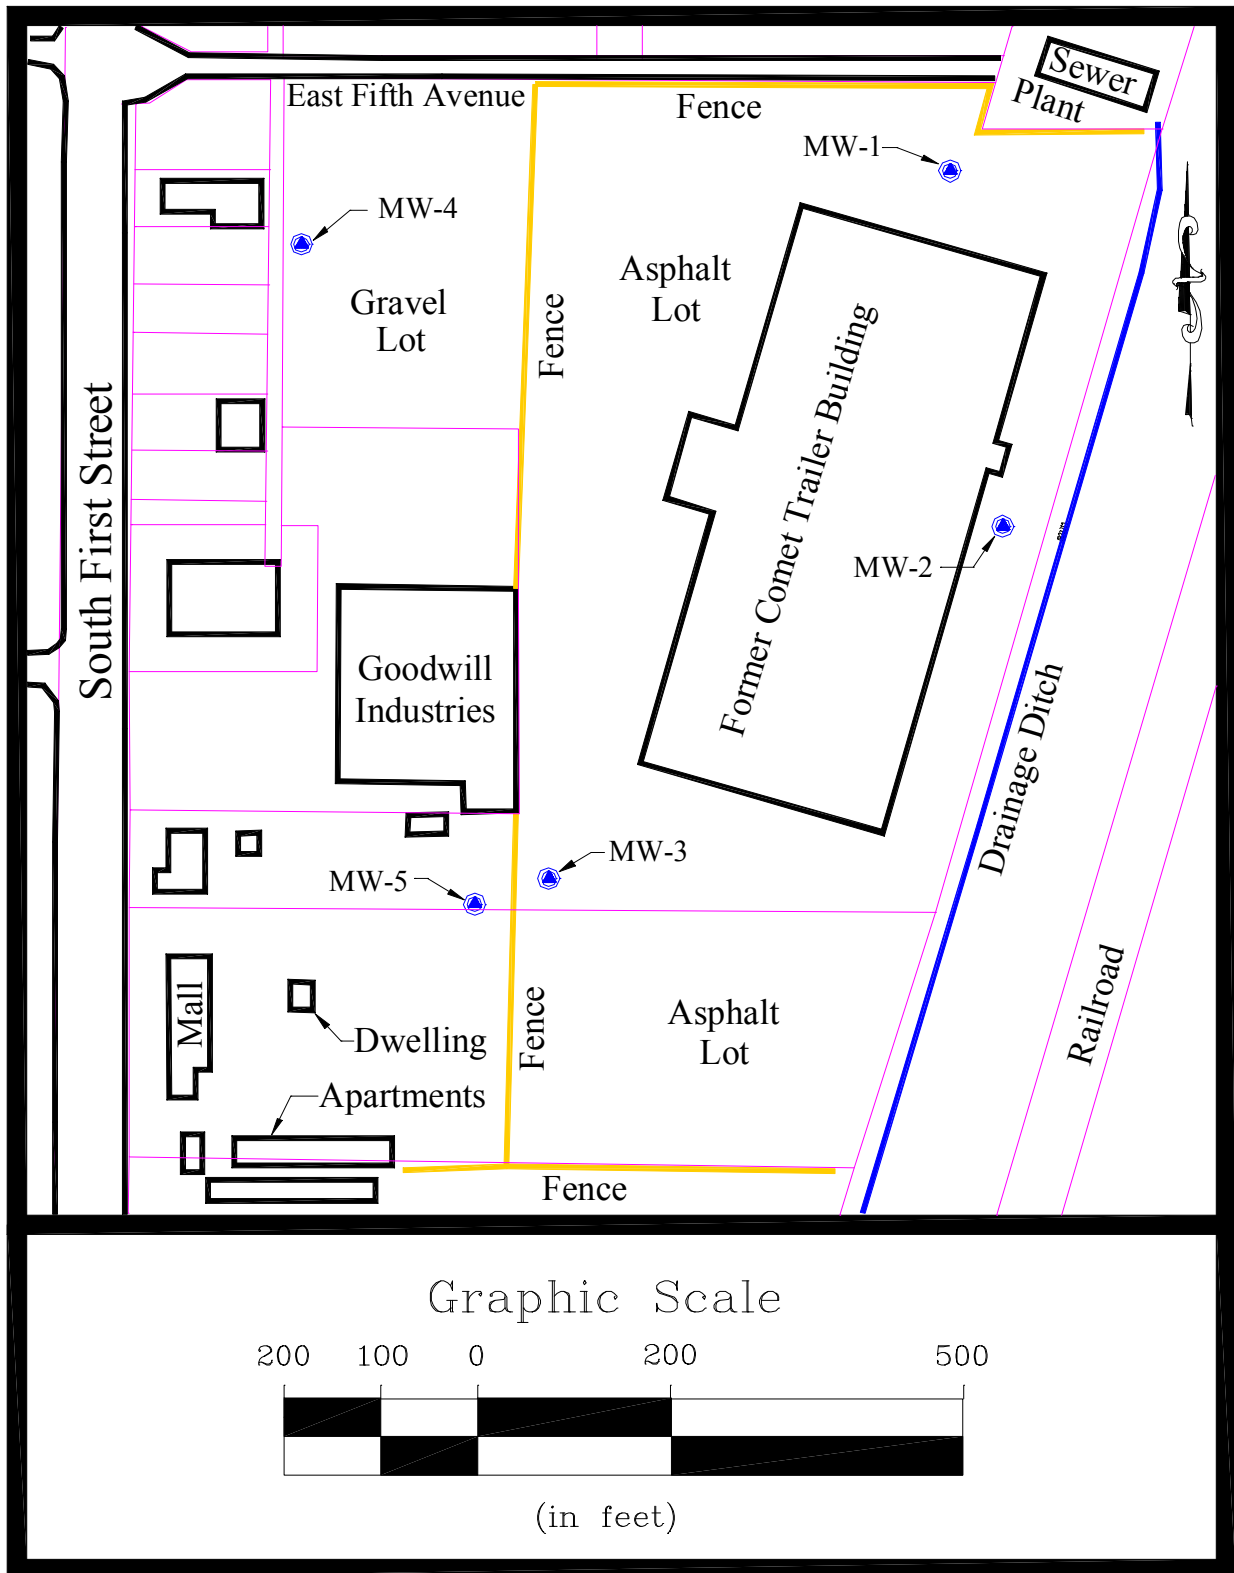 Sewer
Plant
East Fifth Avenue
Fence
MW-1
MW-4
Asphalt
Lot
Gravel
Lot
Fence
Former Comet Trailer Building
South First Street
MW-2
Goodwill
Industries
Drainage Ditch
MW-3
MW-5
Mall
Dwelling
Fence
Asphalt
Lot
Railroad
Apartments
Fence
Graphic Scale
200 100 0 200 500
(in feet)